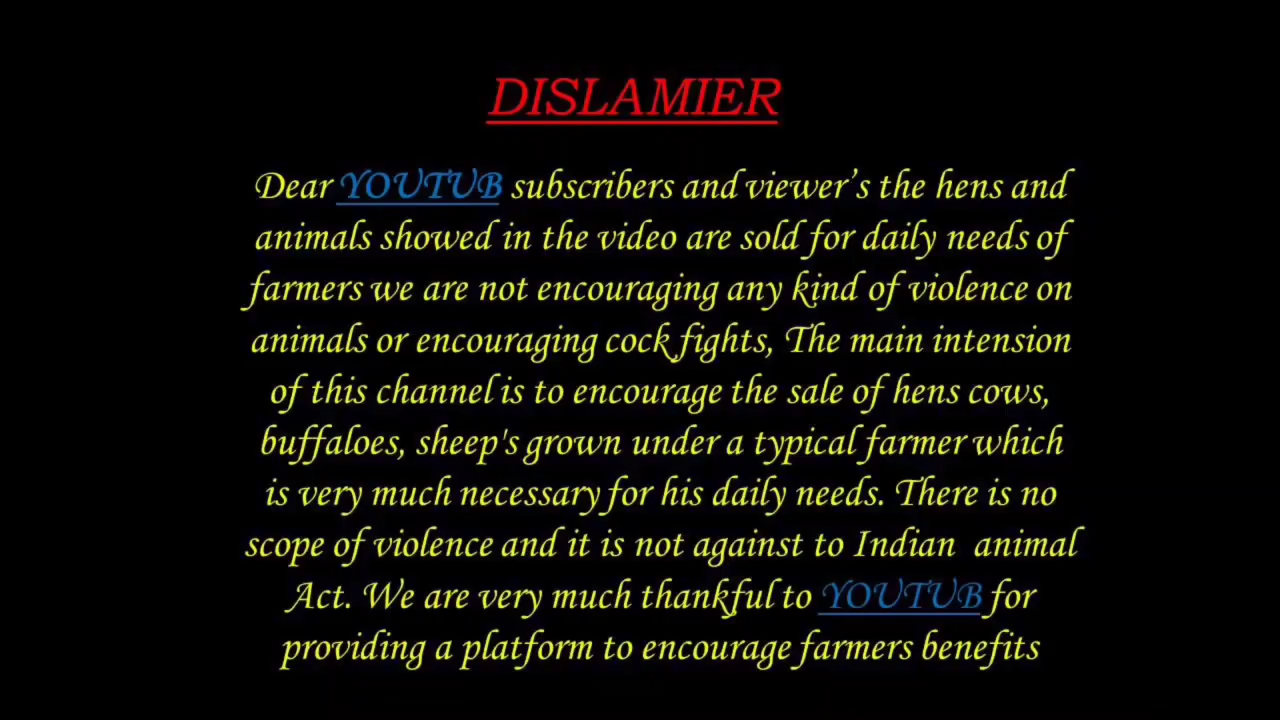 DISLAMIER
Dear YOUTUB subscribers and viewer’s the hens and
animals showed in the video are sold for daily needs of
farmers we are not encouraging any kind of violence on
animals or encouraging cock fights, The main intension
of this channel is to encourage the sale of hens cows,
buffaloes, sheep's grown under a typical farmer which
is very much necessary for his daily needs. There is no
scope of violence and it is not against to Indian animal
Act. We are very much thankful to YOUTUB for
providing a platform to encourage farmers benefits